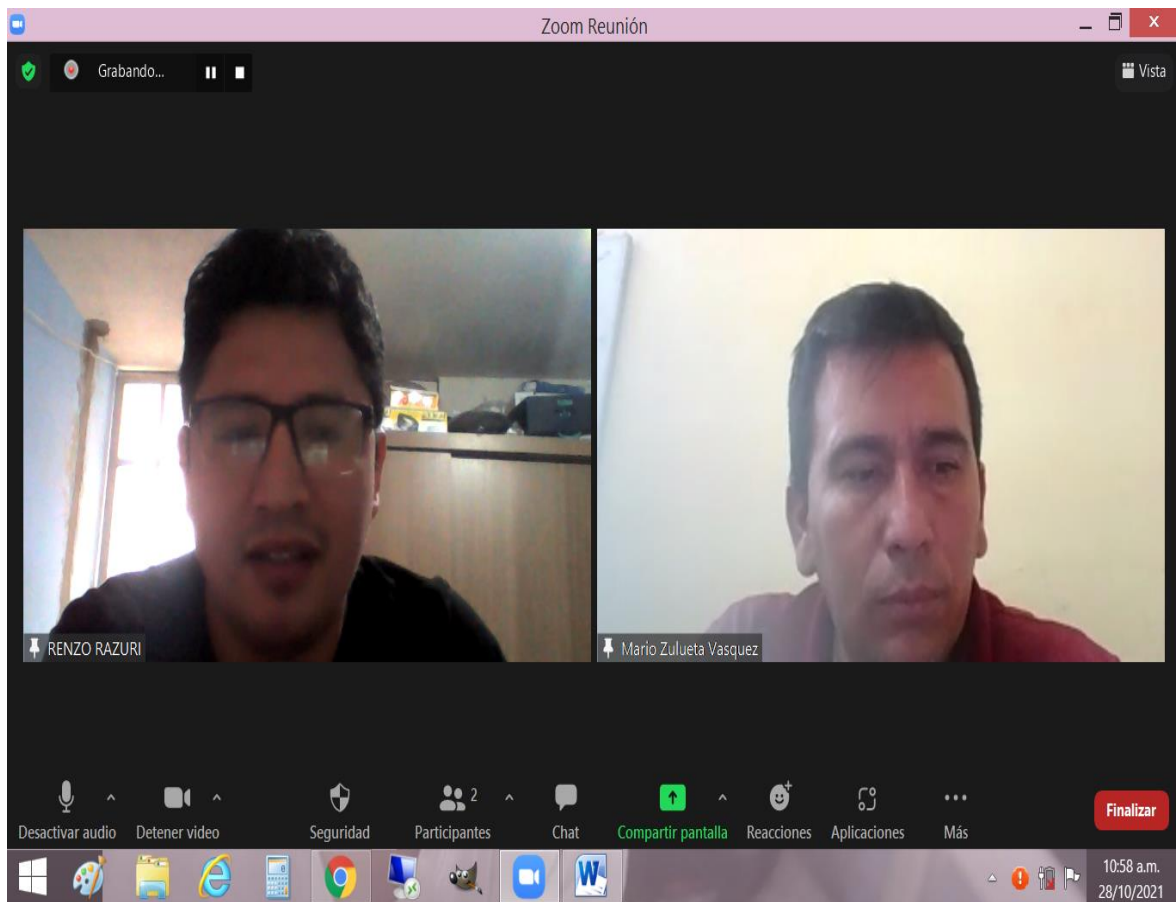 Zoom Reunión
Grabando...
Vista
RENZO RAZURI
Mario Zulueta Vasquez
Desactivar audio
Detener video
Seguridad
2
Participantes
Chat
Compartir pantalla
Reacciones
Aplicaciones
Más
Finalizar
10:58 a.m.
28/10/2021